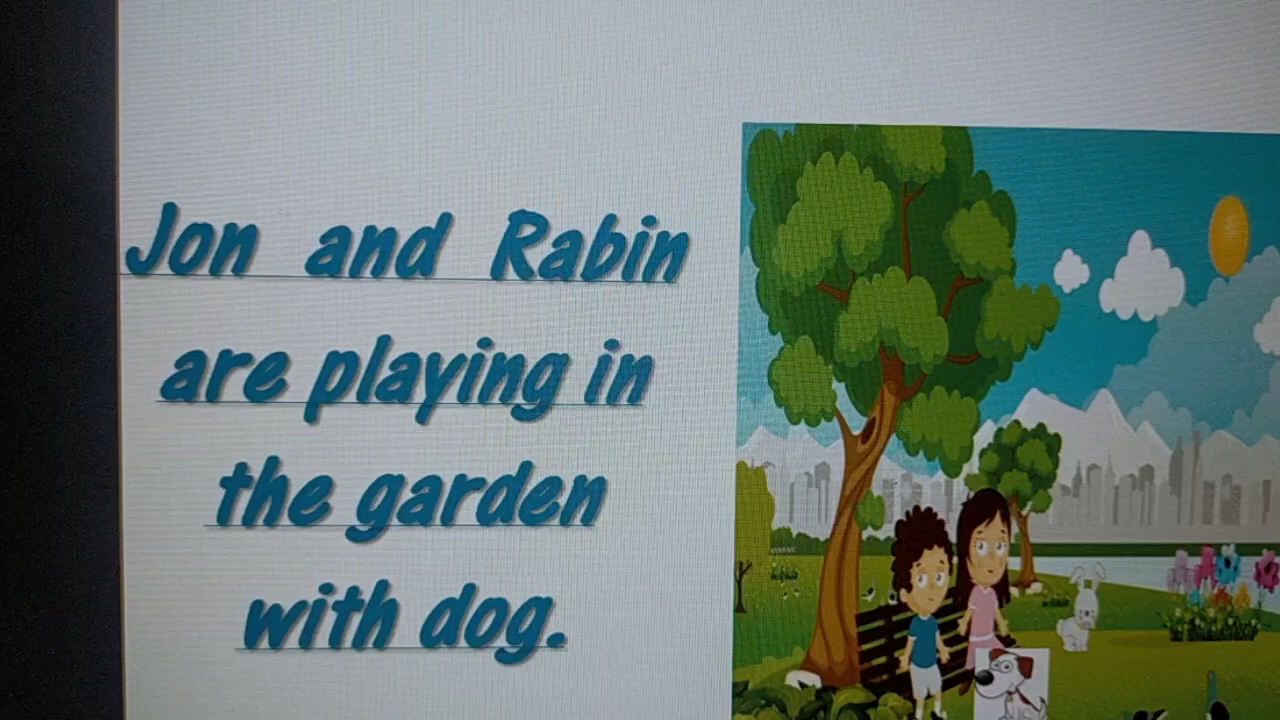 Jon and Rabin
are playing in
the garden
with dog.